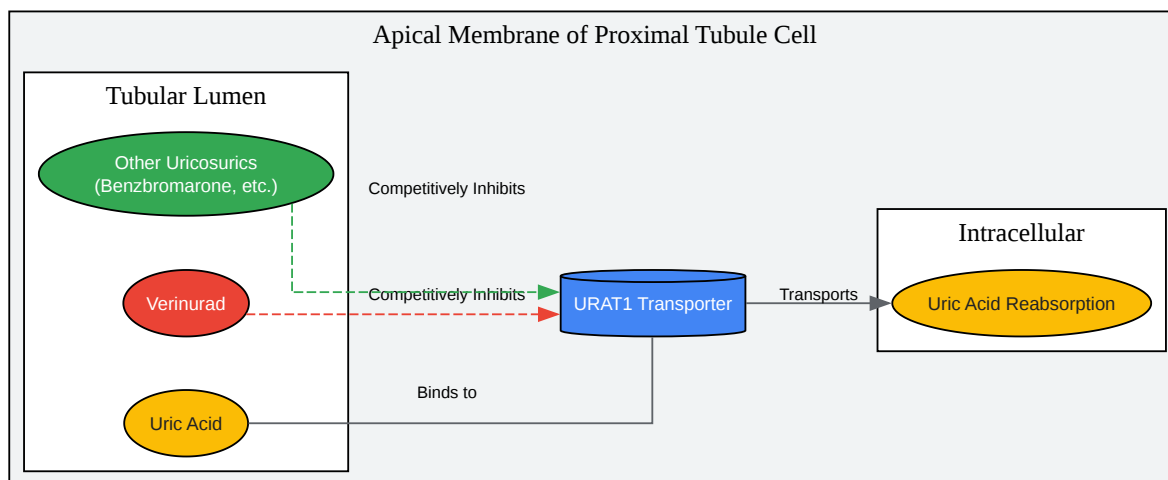 Apical Membrane of Proximal Tubule Cell
Tubular Lumen
Other Uricosurics
(Benzbromarone, etc.)
Competitively Inhibits
Intracellular
Verinurad
Competitively Inhibits
URAT1 Transporter
Transports
Uric Acid Reabsorption
Binds to
Uric Acid